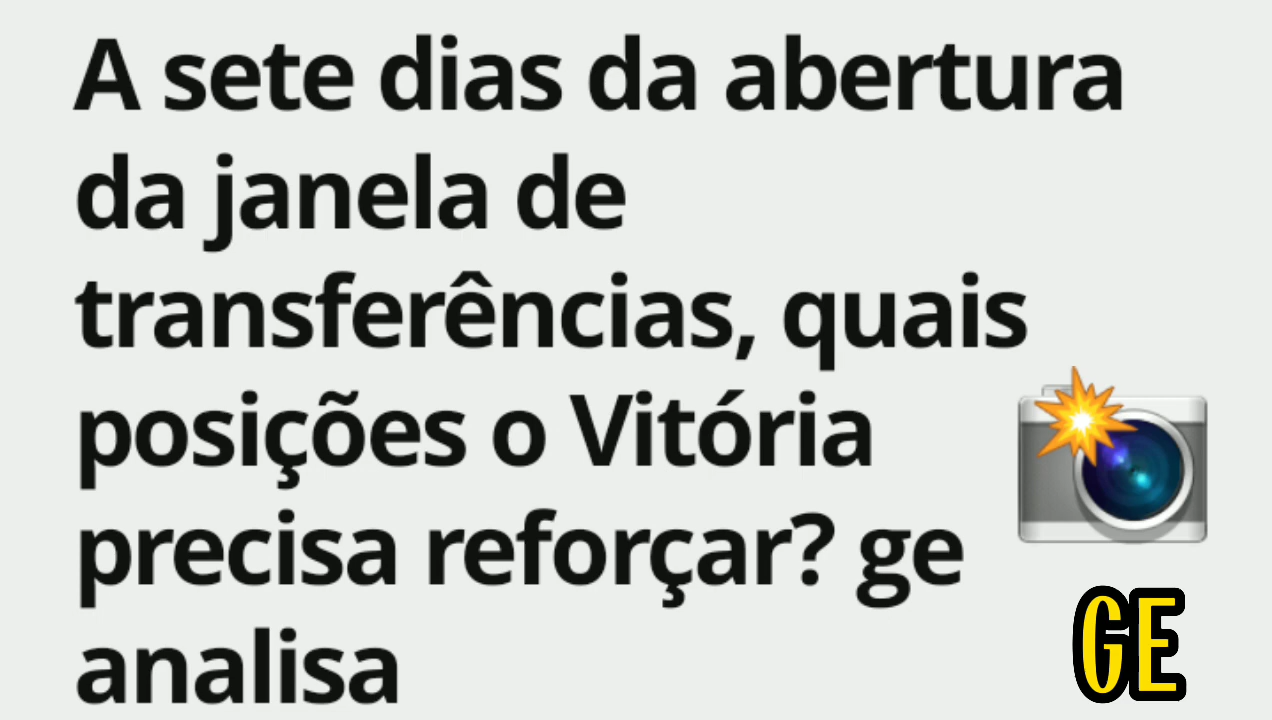 A sete dias da abertura
da janela de
transferências, quais
posições o Vitória
precisa reforçar? ge
analisa
GE